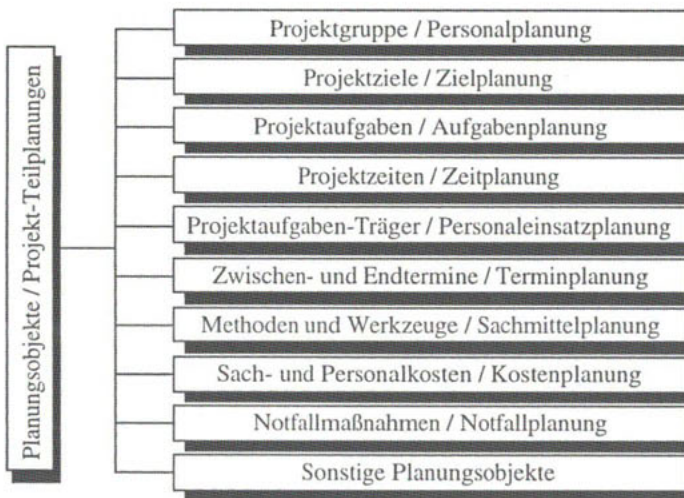 Planungsobjekte / Projekt-Teilplanungen
Projektgruppe / Personalplanung
Projektziele / Zielplanung
Projektaufgaben / Aufgabenplanung
Projektzeiten / Zeitplanung
Projektaufgaben-Träger / Personaleinsatzplanung
Zwischen- und Endtermine / Terminplanung
Methoden und Werkzeuge / Sachmittelplanung
Sach- und Personalkosten / Kostenplanung
Notfallmaßnahmen / Notfallplanung
Sonstige Planungsobjekte